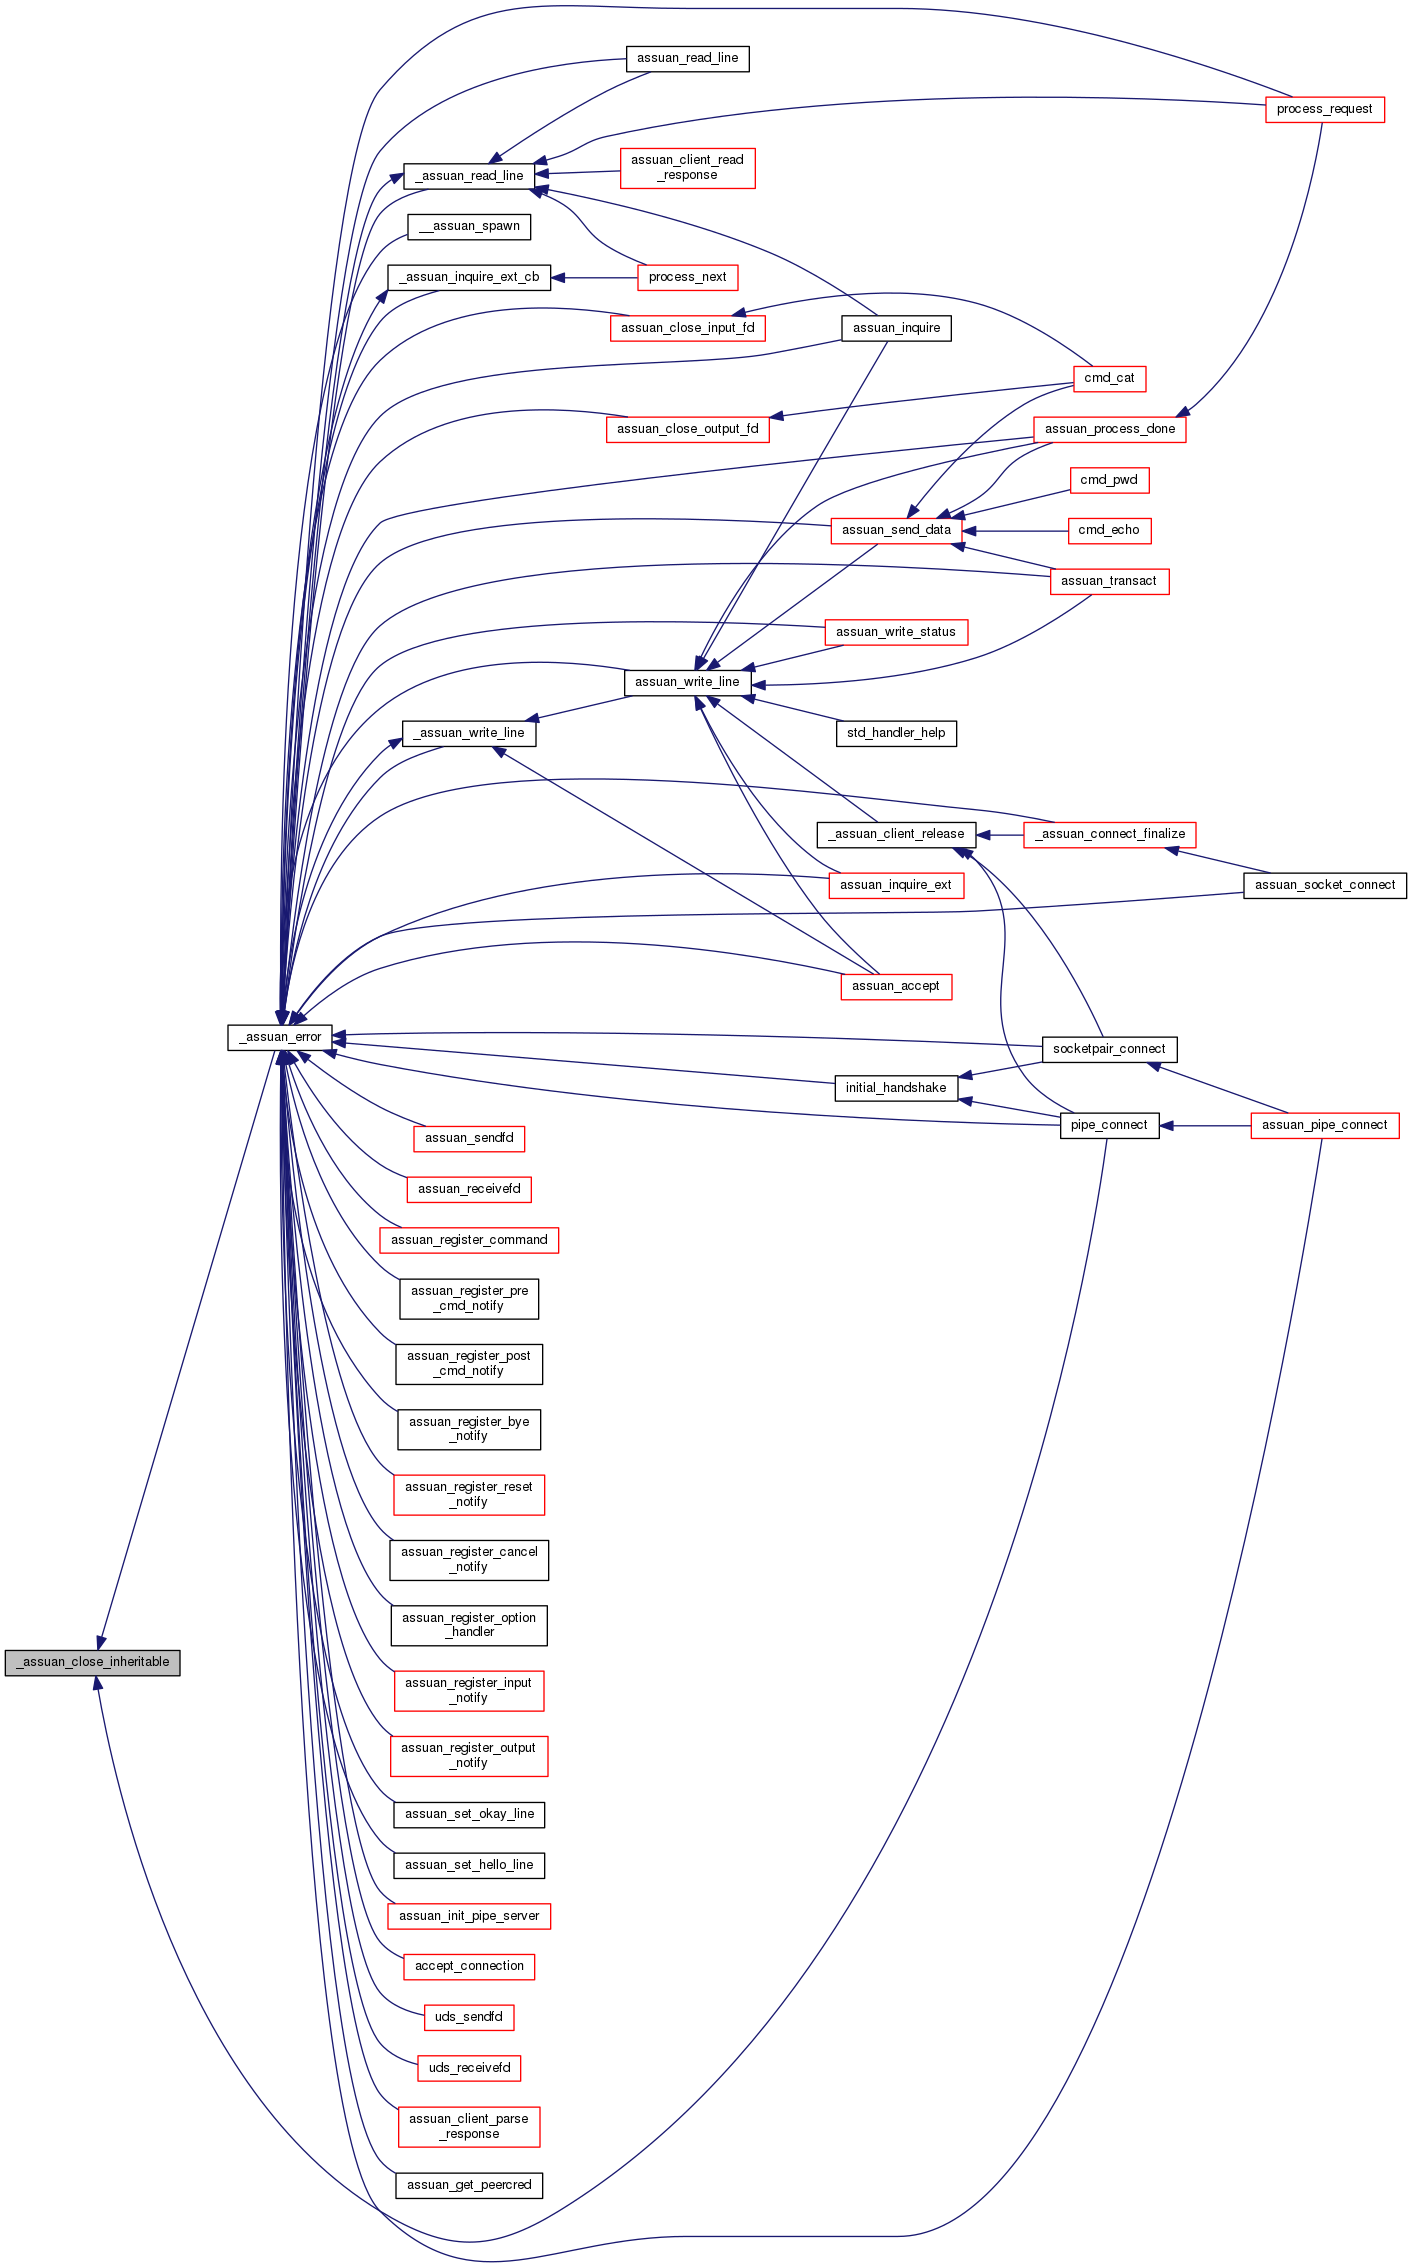 assuan_read_line
process_request
assuan_client_read
_response
_assuan_read_line
__assuan_spawn
_assuan_inquire_ext_cb
process_next
assuan_close_input_fd
assuan_inquire
cmd_cat
assuan_close_output_fd
assuan_process_done
cmd_pwd
assuan_send_data
cmd_echo
assuan_transact
assuan_write_status
assuan_write_line
_assuan_write_line
std_handler_help
_assuan_client_release
_assuan_connect_finalize
assuan_inquire_ext
assuan_socket_connect
assuan_accept
_assuan_error
socketpair_connect
initial_handshake
pipe_connect
assuan_pipe_connect
assuan_sendfd
assuan_receivefd
assuan_register_command
assuan_register_pre
_cmd_notify
assuan_register_post
_cmd_notify
assuan_register_bye
_notify
assuan_register_reset
_notify
assuan_register_cancel
_notify
assuan_register_option
_handler
_assuan_close_inheritable
assuan_register_input
_notify
assuan_register_output
_notify
assuan_set_okay_line
assuan_set_hello_line
assuan_init_pipe_server
accept_connection
uds_sendfd
uds_receivefd
assuan_client_parse
_response
assuan_get_peercred